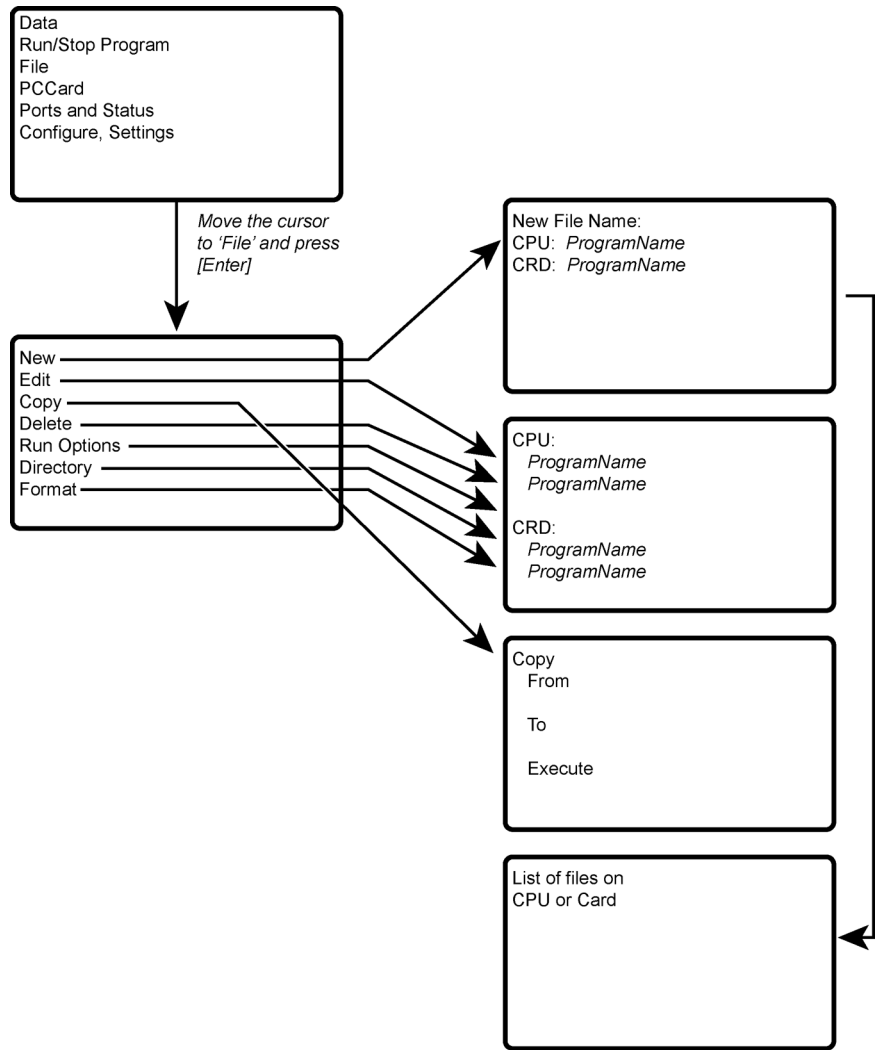 Data
Run/Stop Program
File
PCCard
Ports and Status
Configure, Settings
Move the cursor
to ‘File’ and press
[Enter]
New
Edit
Copy
Delete
Run Options
Directory
Format
New File Name:
CPU: ProgramName
CRD: ProgramName
CPU:
ProgramName
ProgramName
CRD:
ProgramName
ProgramName
Copy
From
To
Execute
List of files on
CPU or Card